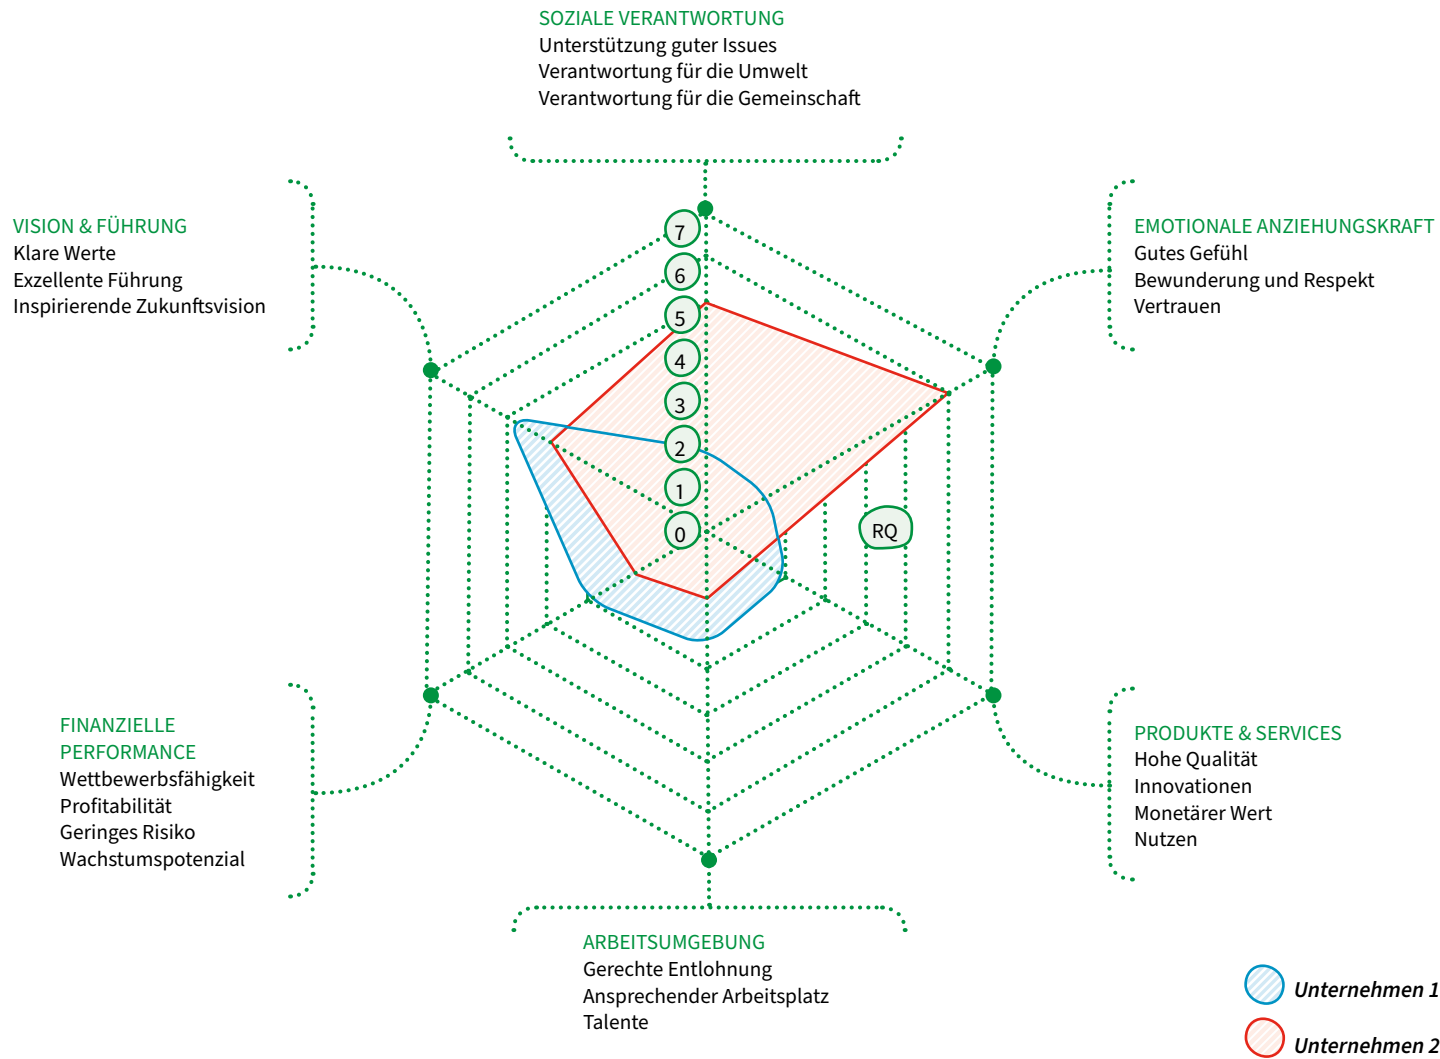 SOZIALE VERANTWORTUNG
Unterstützung guter Issues
Verantwortung für die Umwelt
Verantwortung für die Gemeinschaft
VISION & FÜHRUNG
Klare Werte
Exzellente Führung
Inspirierende Zukunftsvision
EMOTIONALE ANZIEHUNGSKRAFT
Gutes Gefühl
Bewunderung und Respekt
Vertrauen
7
6
5
4
3
2
1
0
RQ
FINANZIELLE
PERFORMANCE
Wettbewerbsfähigkeit
Profitabilität
Geringes Risiko
Wachstumspotenzial
PRODUKTE & SERVICES
Hohe Qualität
Innovationen
Monetärer Wert
Nutzen
ARBEITSUMGEBUNG
Gerechte Entlohnung
Ansprechender Arbeitsplatz
Talente
Unternehmen 1
Unternehmen 2